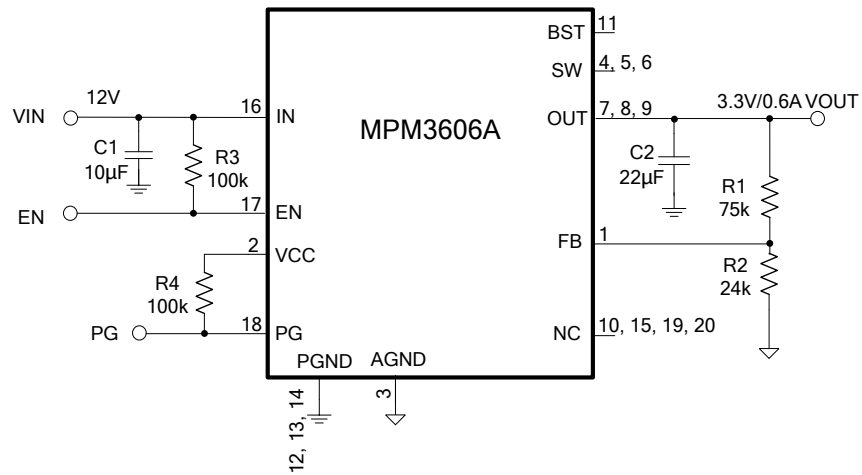 BST 11
SW 4, 5, 6
VIN 12V 16 IN
MPM3606A
OUT 7, 8, 9 3.3V/0.6A VOUT
C1
10µF
R3
100k
C2
22µF
R1
75k
EN 17 EN
FB 1
2 VCC
R4
100k
R2
24k
PG 18 PG
NC 10, 15, 19, 20
PGND AGND
12, 13, 14
3